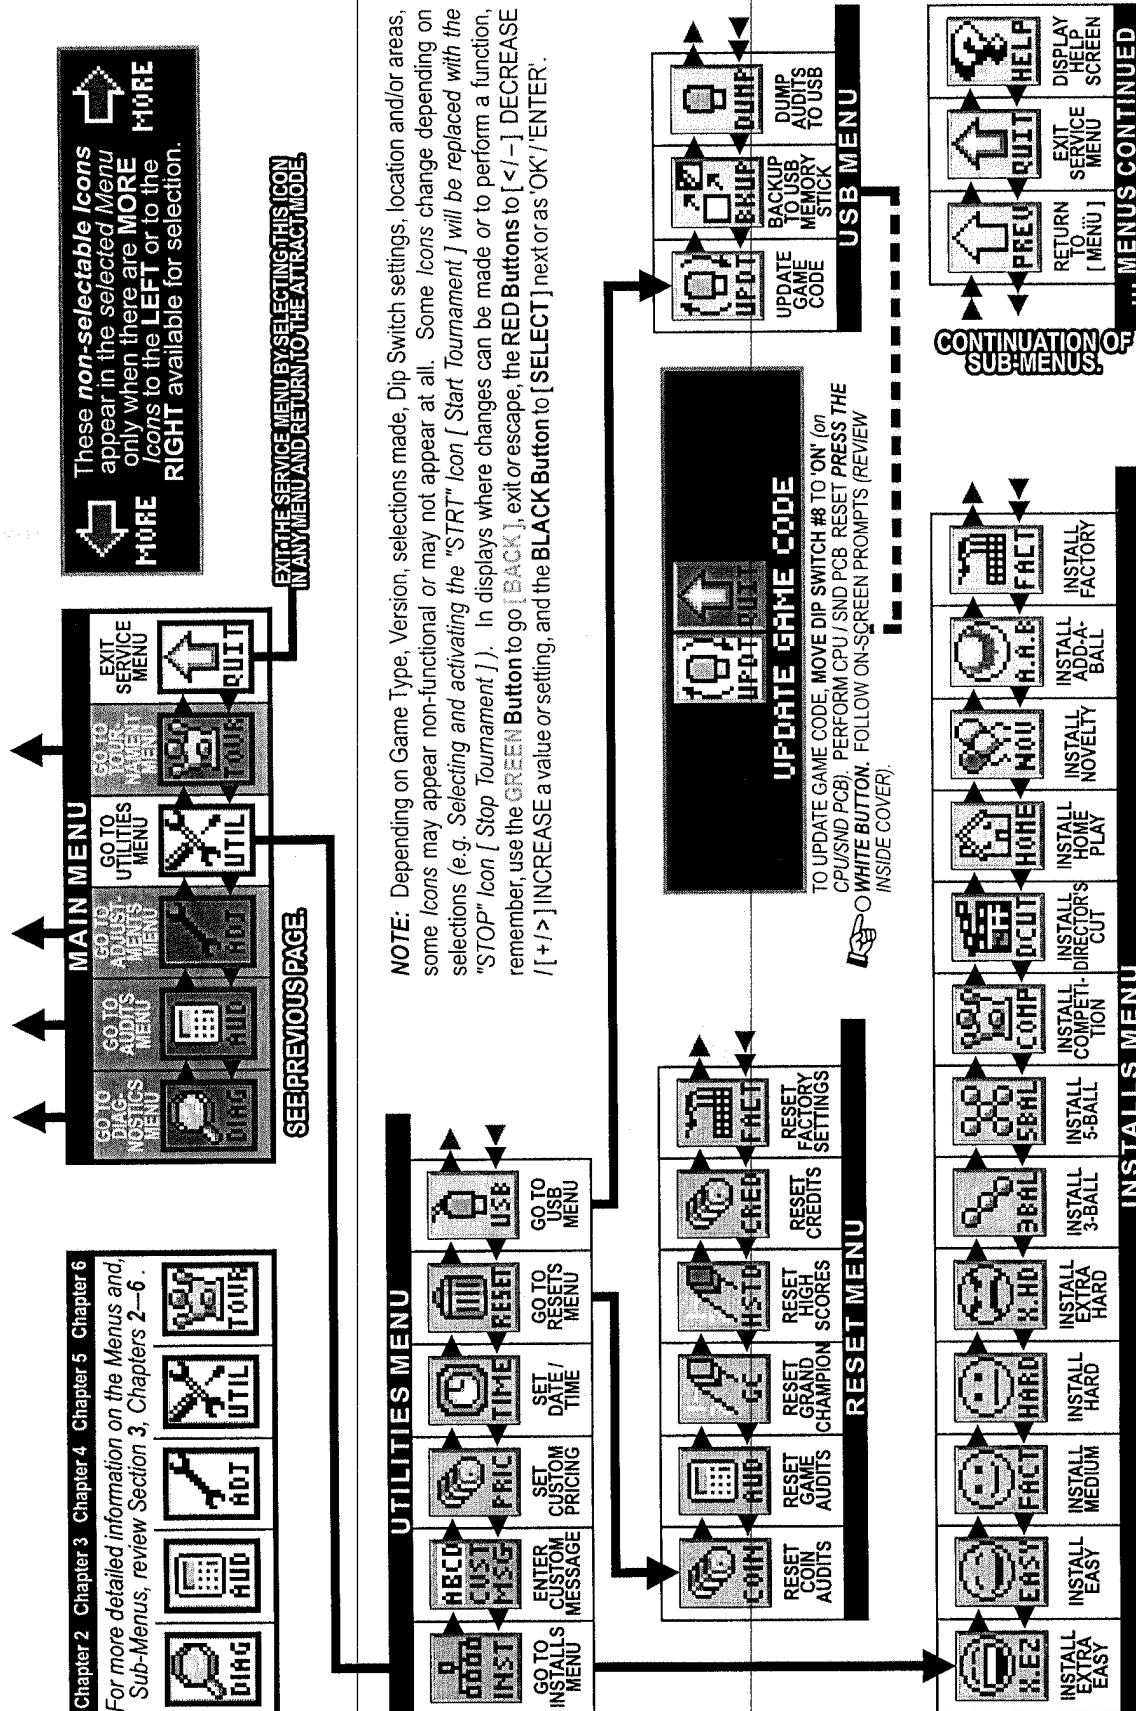 Chapter 2 Chapter 3 Chapter 4 Chapter 5 Chapter 6
For more detailed information on the Menus and,
Sub-Menus, review Section 3, Chapters 2—6 .
DIAG
AUD
ADJ
UTIL
TOUR
MAIN MENU
GO TO
DIAG-
NOSTICS
MENU
GO TO
AUDITS
MENU
GO TO
ADJUST-
MENTS
MENU
GO TO
UTILITIES
MENU
GO TO
TOUR-
NAMENT
MENU
EXIT
SERVICE
MENU
DIAG
AUD
ADJ
UTIL
TOUR
QUIT
SEE PREVIOUS PAGE.
These non-selectable Icons
appear in the selected Menu
only when there are MORE
Icons to the LEFT or to the
RIGHT available for selection.
MORE
MORE
EXIT THE SERVICE MENU BY SELECTING THIS ICON
IN ANY MENU AND RETURN TO THE ATTRACT MODE.
NOTE: Depending on Game Type, Version, selections made, Dip Switch settings, location and/or areas,
some Icons may appear non-functional or may not appear at all. Some Icons change depending on
selections (e.g. Selecting and activating the "STRT" Icon [ Start Tournament ] will be replaced with the
"STOP" Icon [ Stop Tournament ] ). In displays where changes can be made or to perform a function,
remember, use the GREEN Button to go [ BACK ], exit or escape, the RED Buttons to [ < / – ] DECREASE
/ [ + / > ] INCREASE a value or setting, and the BLACK Button to [ SELECT ] next or as 'OK' / 'ENTER'.
UTILITIES MENU
INST
ABCD
CUST
MSG
PRIC
TIME
RESET
USB
GO TO
INSTALLS
MENU
ENTER
CUSTOM
MESSAGE
SET
CUSTOM
PRICING
SET
DATE /
TIME
GO TO
RESETS
MENU
GO TO
USB
MENU
COIN
AUD
GC
HSTD
CRED
FACT
RESET
COIN
AUDITS
RESET
GAME
AUDITS
RESET
GRAND
CHAMPION
RESET
HIGH
SCORES
RESET
CREDITS
RESET
FACTORY
SETTINGS
RESET MENU
UPDT
QUIT
UPDATE GAME CODE
TO UPDATE GAME CODE, MOVE DIP SWITCH #8 TO 'ON' (on
CPU/SND PCB). PERFORM CPU / SND PCB RESET PRESS THE
WHITE BUTTON. FOLLOW ON-SCREEN PROMPTS (REVIEW
INSIDE COVER).
UPDT
BKUP
DUMP
UPDATE
GAME
CODE
BACKUP
TO USB
MEMORY
STICK
DUMP
AUDITS
TO USB
USB MENU
X.EZ
EASY
FACT
HARD
X.HD
3BAL
5BAL
COMP
DCUT
HOME
NOV
A.A.B
FACT
INSTALL
EXTRA
EASY
INSTALL
EASY
INSTALL
MEDIUM
INSTALL
HARD
INSTALL
EXTRA
HARD
INSTALL
3-BALL
INSTALL
5-BALL
INSTALL
COMPETI-
TION
INSTALL
DIRECTOR'S
CUT
INSTALL
HOME
PLAY
INSTALL
NOVELTY
INSTALL
ADD-A-
BALL
INSTALL
FACTORY
INSTALLS MENU
CONTINUATION OF
SUB-MENUS.
PREV
QUIT
HELP
RETURN
TO
[ MENU ]
EXIT
SERVICE
MENU
DISPLAY
HELP
SCREEN
... MENUS CONTINUED